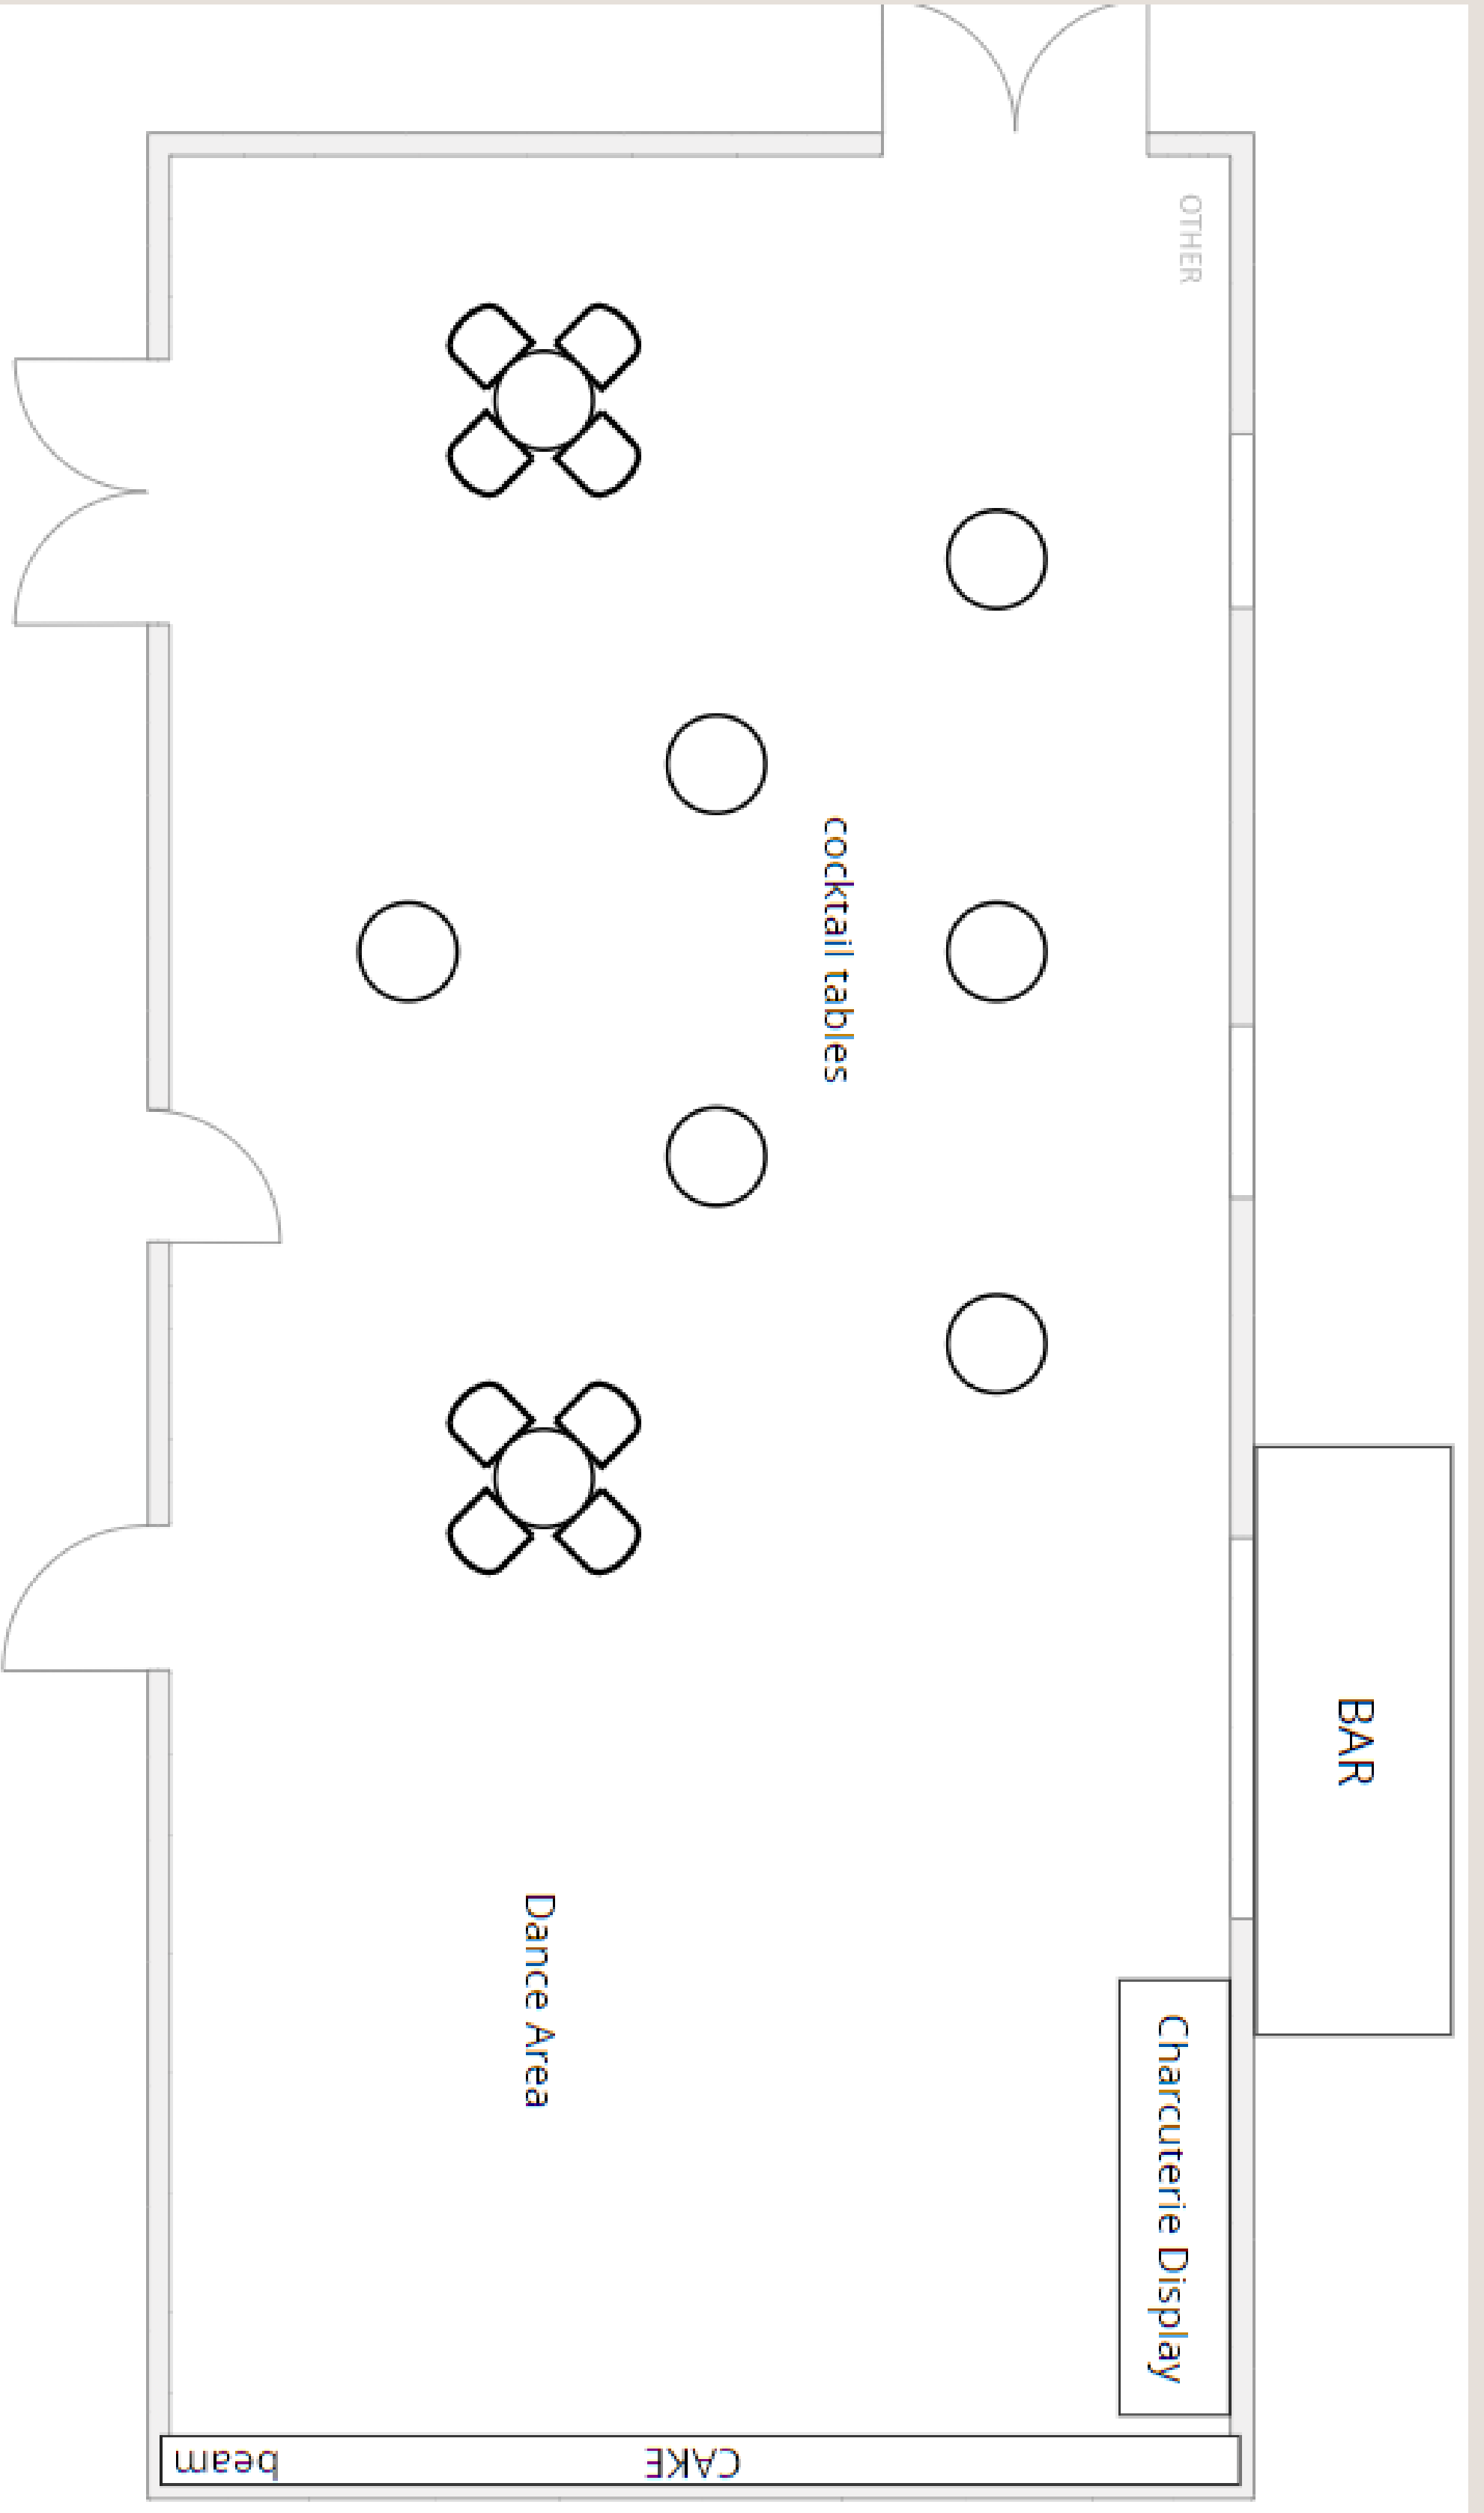 OTHER
cocktail tables
BAR
Dance Area
Charcuterie Display
CAKE
beam